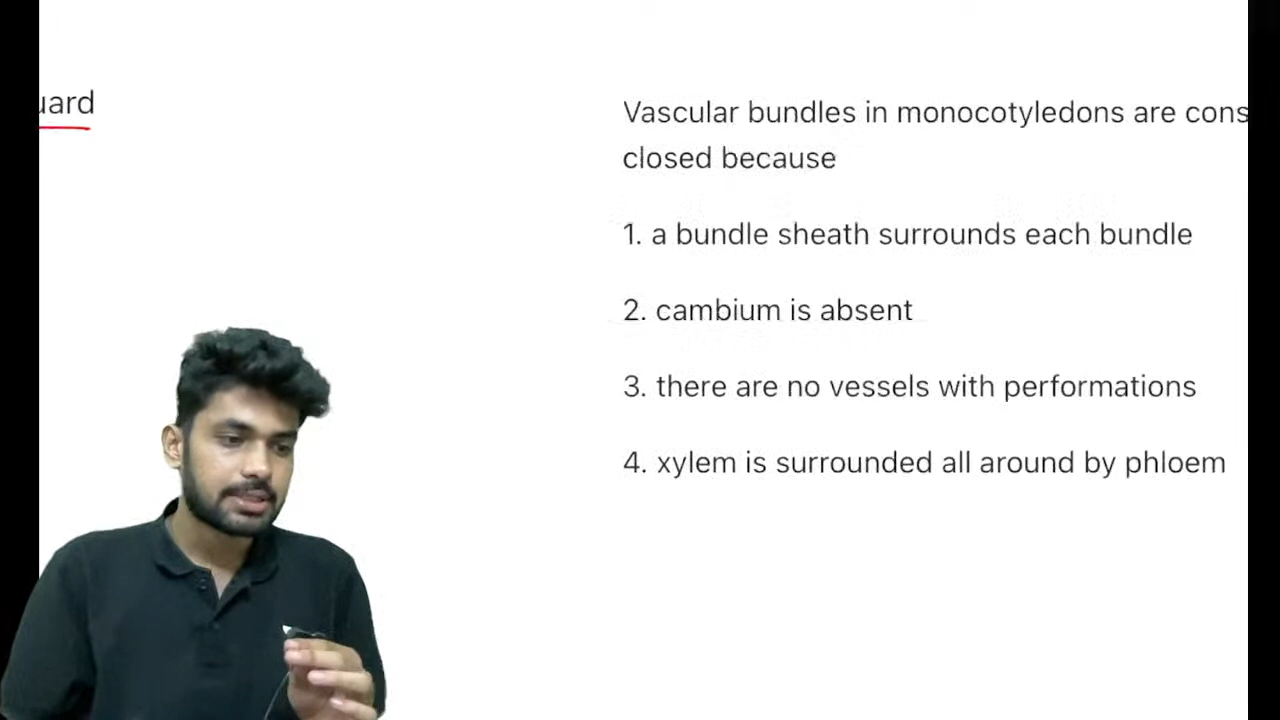 uard
Vascular bundles in monocotyledons are cons
closed because
1. a bundle sheath surrounds each bundle
2. cambium is absent
3. there are no vessels with performations
4. xylem is surrounded all around by phloem